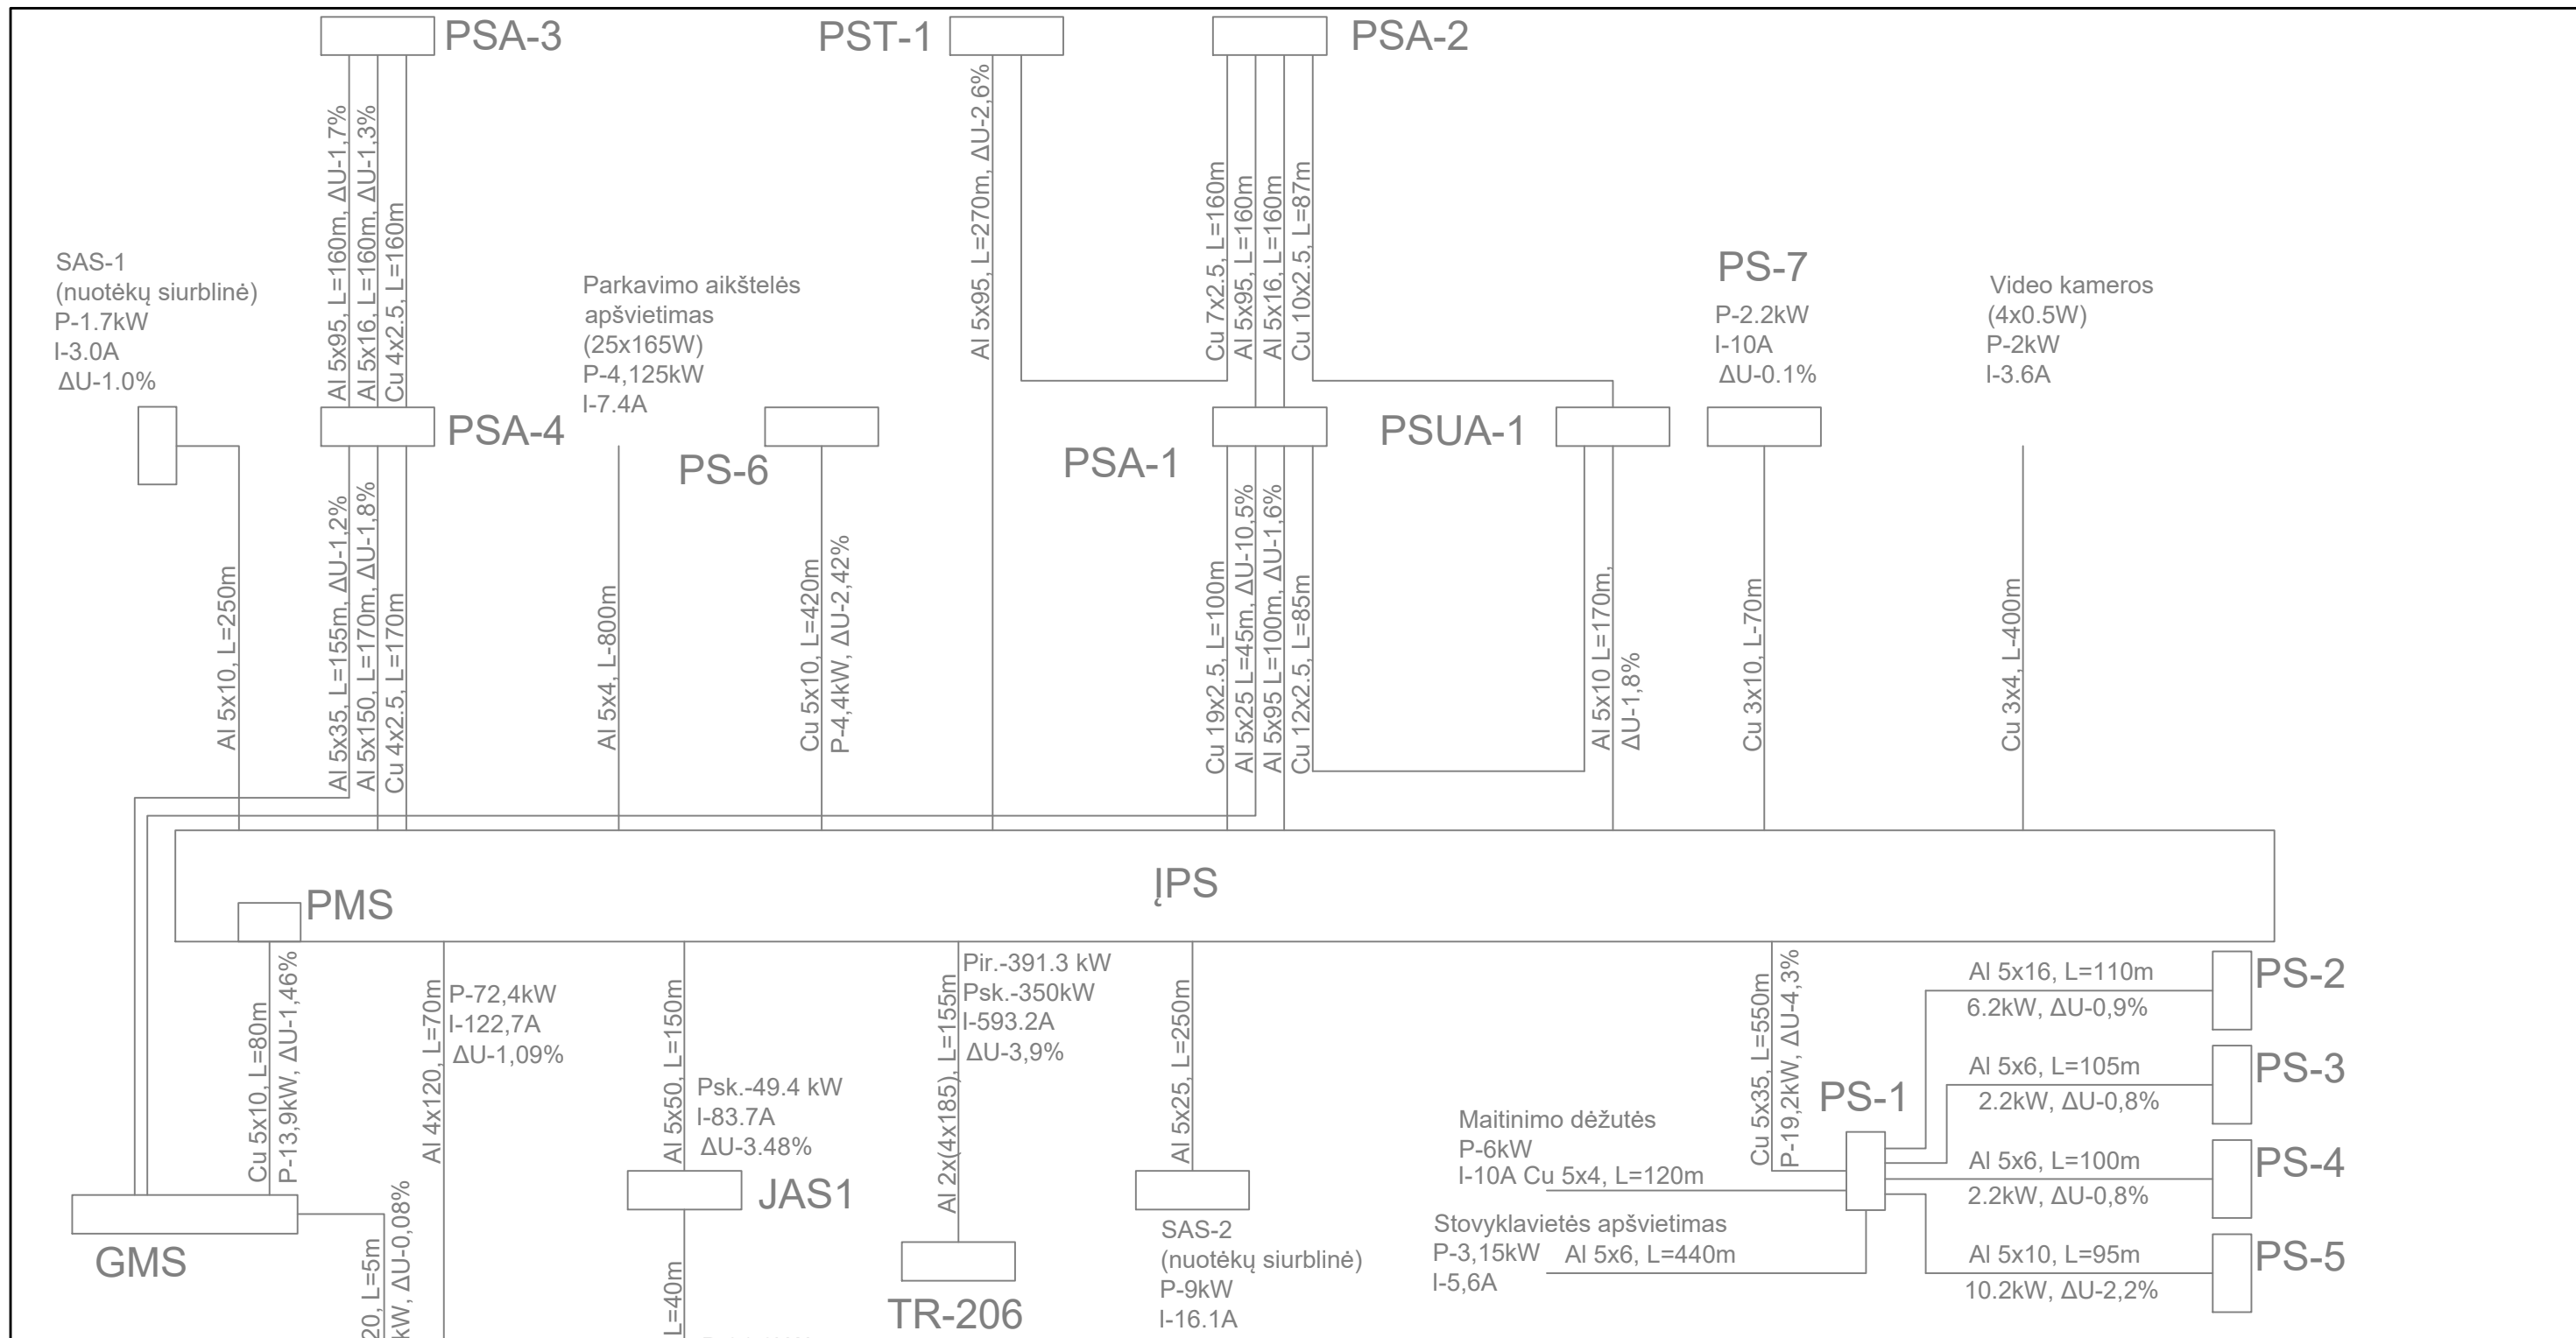 PSA-3
PST-1
PSA-2
Al 5x95, L=160m, ΔU-1,7%
Al 5x16, L=160m, ΔU-1,3%
Cu 4x2.5, L=160m
Al 5x95, L=270m, ΔU-2,6%
Cu 7x2.5, L=160m
Al 5x95, L=160m
Al 5x16, L=160m
Cu 10x2.5, L=87m
SAS-1
(nuotėkų siurblinė)
P-1.7kW
I-3.0A
ΔU-1.0%
Parkavimo aikštelės
apšvietimas
(25x165W)
P-4,125kW
I-7.4A
PS-7
P-2.2kW
I-10A
ΔU-0.1%
Video kameros
(4x0.5W)
P-2kW
I-3.6A
PSA-4
PS-6
PSA-1
PSUA-1
Al 5x10, L=250m
Al 5x35, L=155m, ΔU-1,2%
Al 5x150, L=170m, ΔU-1,8%
Cu 4x2.5, L=170m
Al 5x4, L-800m
Cu 5x10, L=420m
P-4,4kW, ΔU-2,42%
Cu 19x2.5, L=100m
Al 5x25 L=45m, ΔU-10,5%
Al 5x95 L=100m, ΔU-1,6%
Cu 12x2.5, L=85m
Al 5x10 L=170m,
ΔU-1,8%
Cu 3x10, L-70m
Cu 3x4, L-400m
ĮPS
PMS
Cu 5x10, L=80m
P-13,9kW, ΔU-1,46%
Al 4x120, L=70m
P-72,4kW
I-122,7A
ΔU-1,09%
Al 5x50, L=150m
Psk.-49.4 kW
I-83.7A
ΔU-3.48%
Al 2x(4x185), L=155m
Pir.-391.3 kW
Psk.-350kW
I-593.2A
ΔU-3,9%
Al 5x25, L=250m
Cu 5x35, L=550m
P-19,2kW, ΔU-4,3%
PS-1
Al 5x16, L=110m
6.2kW, ΔU-0,9%
PS-2
Al 5x6, L=105m
2.2kW, ΔU-0,8%
PS-3
Al 5x6, L=100m
2.2kW, ΔU-0,8%
PS-4
Al 5x10, L=95m
10.2kW, ΔU-2,2%
PS-5
Maitinimo dėžutės
P-6kW
I-10A Cu 5x4, L=120m
Stovyklavietės apšvietimas
P-3,15kW Al 5x6, L=440m
I-5,6A
GMS
20, L=5m
kW, ΔU-0,08%
JAS1
L=40m
TR-206
SAS-2
(nuotėkų siurblinė)
P-9kW
I-16.1A